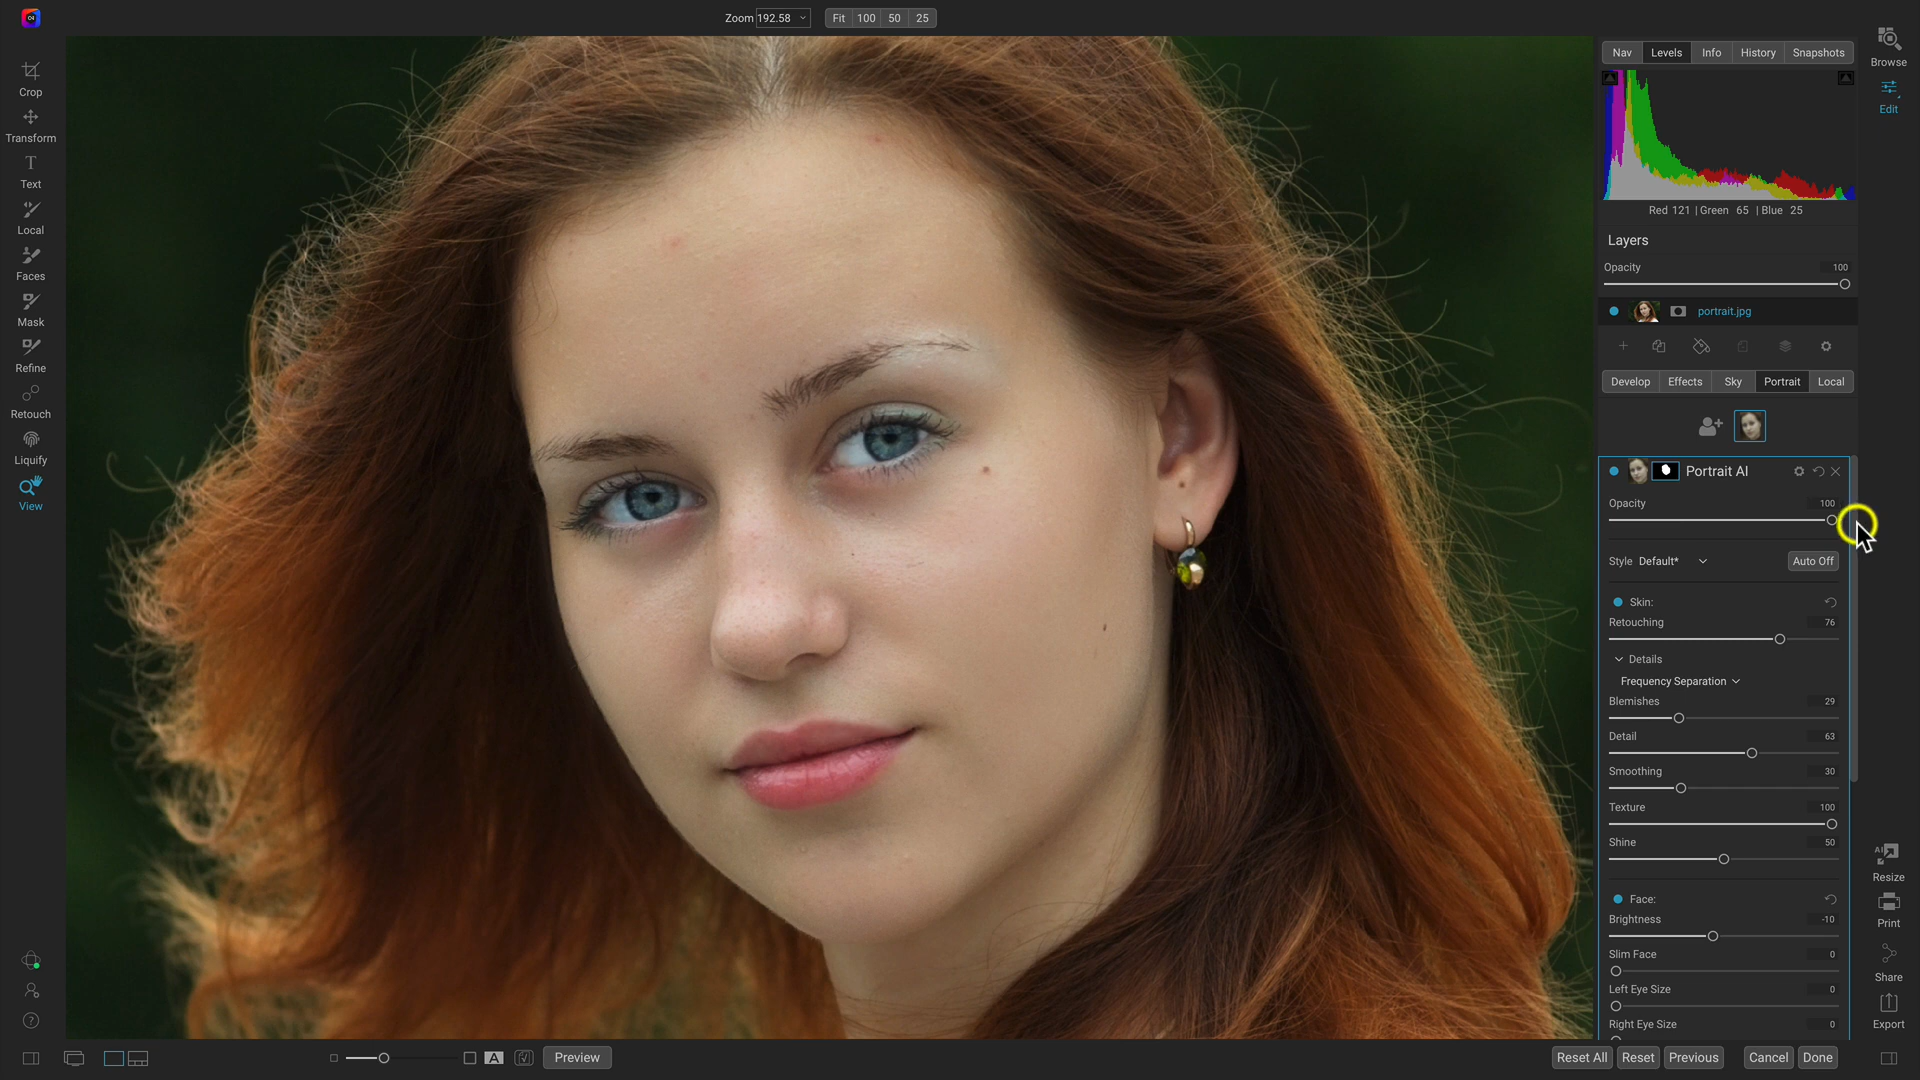 Zoom 192.58 Fit 100 50 25
Crop
Transform
T
Text
Local
Faces
Mask
Refine
Retouch
Liquify
View
Nav Levels Info History Snapshots
Red 121 | Green 65 | Blue 25
Layers
Opacity 100
portrait.jpg
Develop Effects Sky Portrait Local
Portrait AI
Opacity 100
Style Default* Auto Off
Skin:
Retouching 76
Details
Frequency Separation
Blemishes 29
Detail 63
Smoothing 30
Texture 100
Shine 50
Face:
Brightness -10
Slim Face 0
Left Eye Size 0
Right Eye Size 0
Browse
Edit
AI
Resize
Print
Share
Export
?
A Preview
Reset All Reset Previous Cancel Done